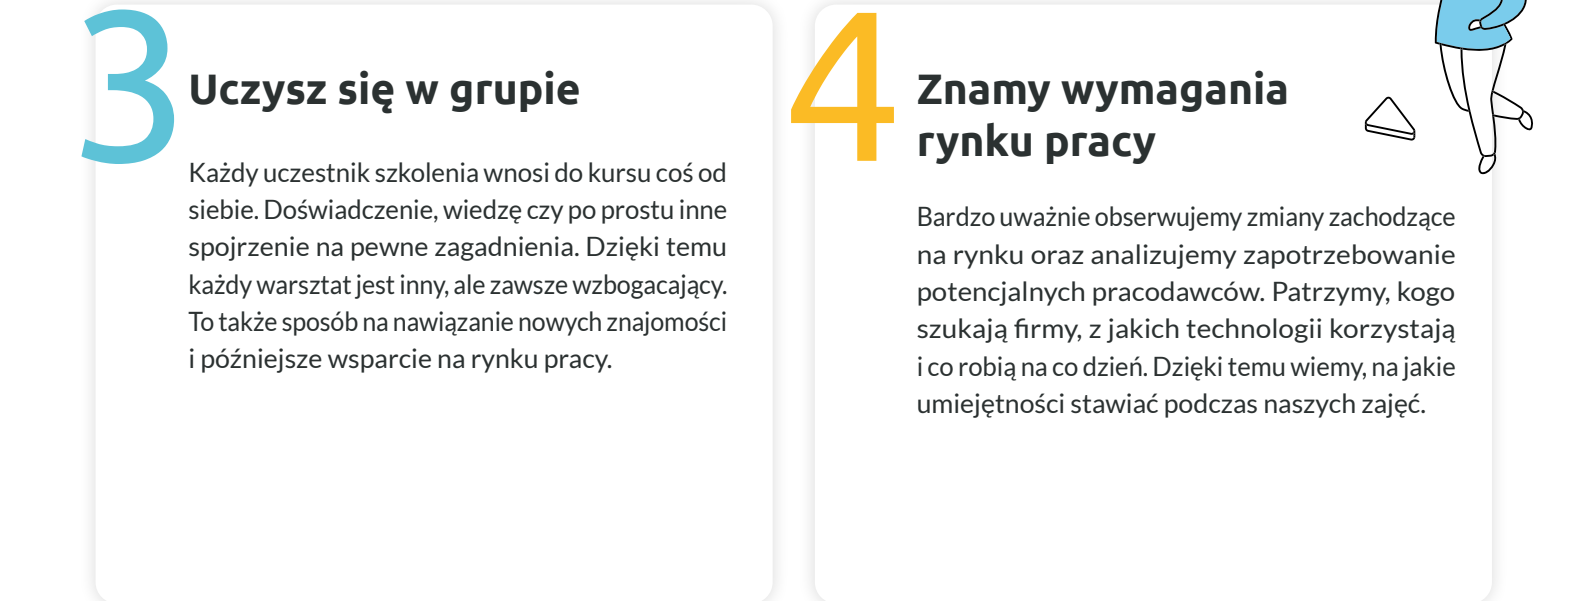 3
Uczysz się w grupie
Każdy uczestnik szkolenia wnosi do kursu coś od
siebie. Doświadczenie, wiedzę czy po prostu inne
spojrzenie na pewne zagadnienia. Dzięki temu
każdy warsztat jest inny, ale zawsze wzbogacający.
To także sposób na nawiązanie nowych znajomości
i późniejsze wsparcie na rynku pracy.
4
Znamy wymagania
rynku pracy
Bardzo uważnie obserwujemy zmiany zachodzące
na rynku oraz analizujemy zapotrzebowanie
potencjalnych pracodawców. Patrzymy, kogo
szukają firmy, z jakich technologii korzystają
i co robią na co dzień. Dzięki temu wiemy, na jakie
umiejętności stawiać podczas naszych zajęć.